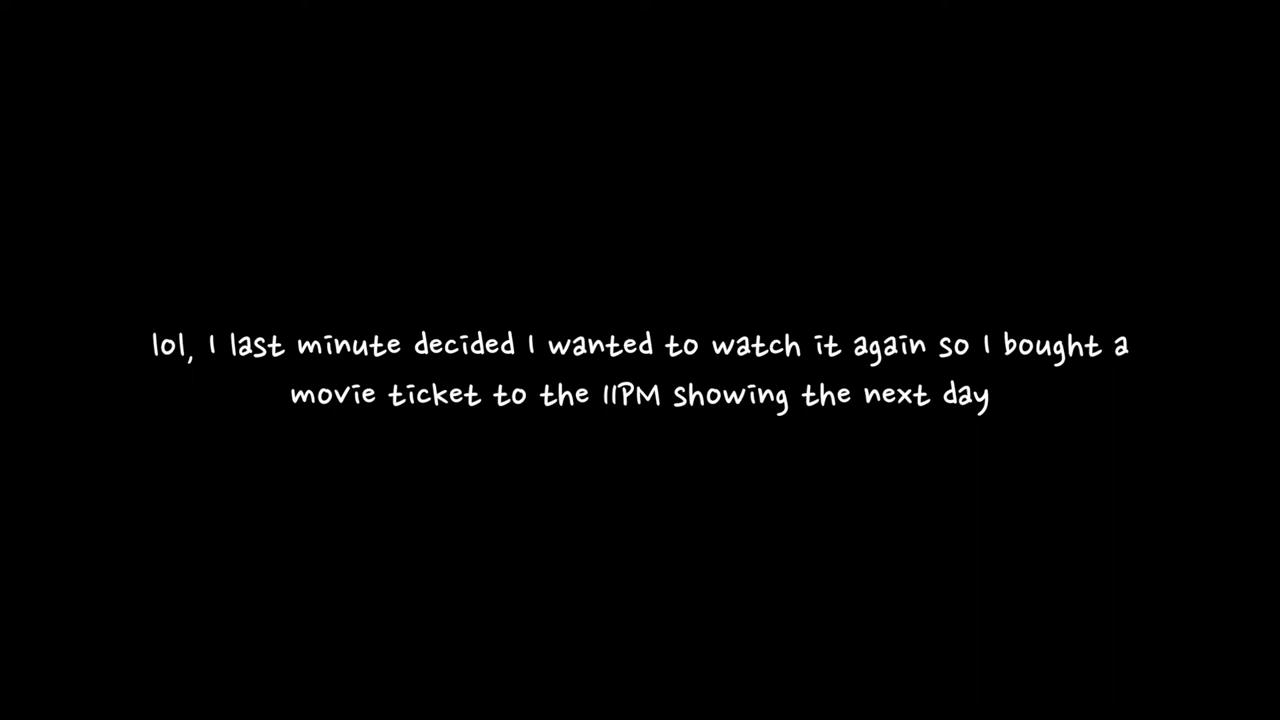 lol, I last minute decided I wanted to watch it again so I bought a
movie ticket to the 11PM showing the next day